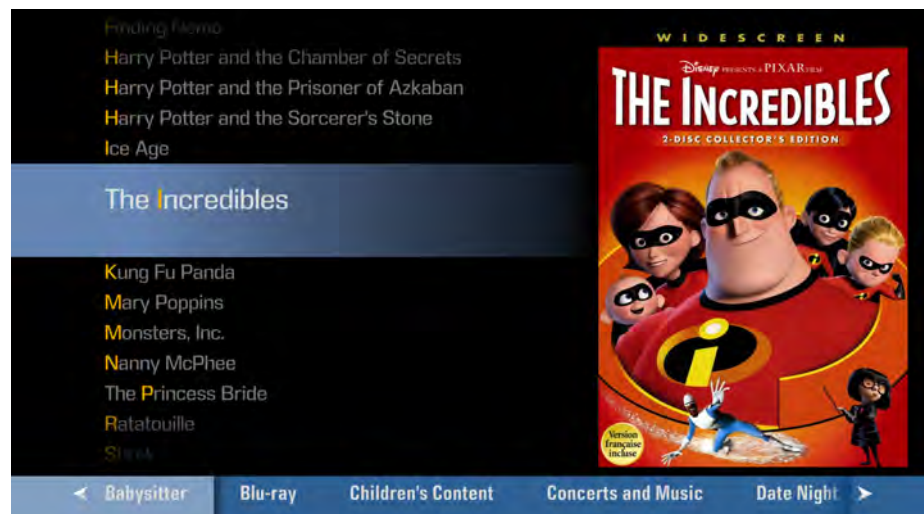 Finding Nemo
Harry Potter and the Chamber of Secrets
Harry Potter and the Prisoner of Azkaban
Harry Potter and the Sorcerer's Stone
Ice Age
The Incredibles
Kung Fu Panda
Mary Poppins
Monsters, Inc.
Nanny McPhee
The Princess Bride
Ratatouille
Shrek
WIDESCREEN
DISNEY PRESENTS A PIXAR FILM
THE INCREDIBLES
2-DISC COLLECTOR'S EDITION
Version
française
incluse
Babysitter Blu-ray Children's Content Concerts and Music Date Night